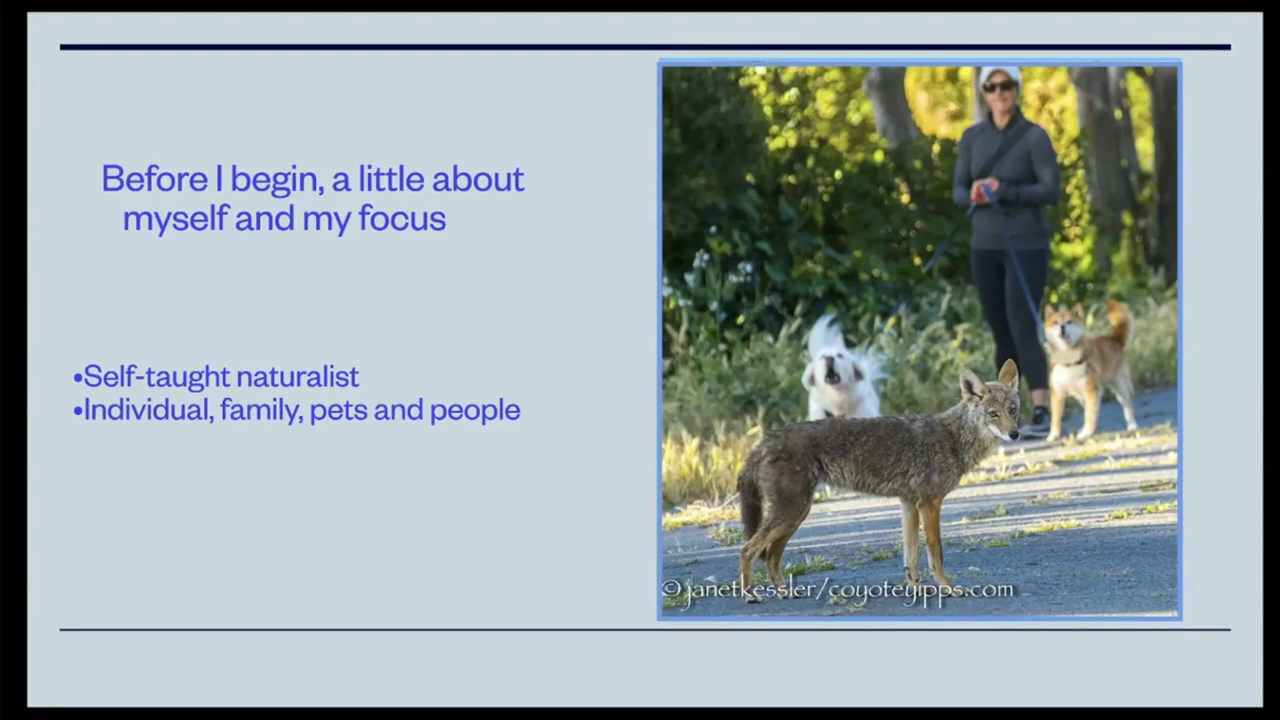 Before I begin, a little about
myself and my focus
•Self-taught naturalist
•Individual, family, pets and people
© janetkessler/coyoteyipps.com